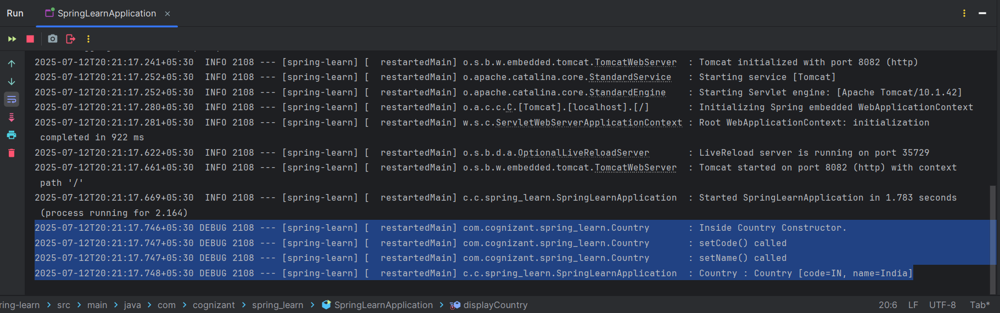 Run SpringLearnApplication
2025-07-12T20:21:17.241+05:30  INFO 2108 --- [spring-learn] [  restartedMain] o.s.b.w.embedded.tomcat.TomcatWebServer  : Tomcat initialized with port 8082 (http)
2025-07-12T20:21:17.252+05:30  INFO 2108 --- [spring-learn] [  restartedMain] o.apache.catalina.core.StandardService   : Starting service [Tomcat]
2025-07-12T20:21:17.252+05:30  INFO 2108 --- [spring-learn] [  restartedMain] o.apache.catalina.core.StandardEngine    : Starting Servlet engine: [Apache Tomcat/10.1.42]
2025-07-12T20:21:17.280+05:30  INFO 2108 --- [spring-learn] [  restartedMain] o.a.c.c.C.[Tomcat].[localhost].[/]       : Initializing Spring embedded WebApplicationContext
2025-07-12T20:21:17.281+05:30  INFO 2108 --- [spring-learn] [  restartedMain] w.s.c.ServletWebServerApplicationContext : Root WebApplicationContext: initialization
completed in 922 ms
2025-07-12T20:21:17.622+05:30  INFO 2108 --- [spring-learn] [  restartedMain] o.s.b.d.a.OptionalLiveReloadServer       : LiveReload server is running on port 35729
2025-07-12T20:21:17.661+05:30  INFO 2108 --- [spring-learn] [  restartedMain] o.s.b.w.embedded.tomcat.TomcatWebServer  : Tomcat started on port 8082 (http) with context
path '/'
2025-07-12T20:21:17.669+05:30  INFO 2108 --- [spring-learn] [  restartedMain] c.c.spring_learn.SpringLearnApplication  : Started SpringLearnApplication in 1.783 seconds
(process running for 2.164)
2025-07-12T20:21:17.746+05:30 DEBUG 2108 --- [spring-learn] [  restartedMain] com.cognizant.spring_learn.Country       : Inside Country Constructor.
2025-07-12T20:21:17.747+05:30 DEBUG 2108 --- [spring-learn] [  restartedMain] com.cognizant.spring_learn.Country       : setCode() called
2025-07-12T20:21:17.747+05:30 DEBUG 2108 --- [spring-learn] [  restartedMain] com.cognizant.spring_learn.Country       : setName() called
2025-07-12T20:21:17.748+05:30 DEBUG 2108 --- [spring-learn] [  restartedMain] c.c.spring_learn.SpringLearnApplication  : Country : Country [code=IN, name=India]
ring-learn > src > main > java > com > cognizant > spring_learn > SpringLearnApplication > displayCountry 20:6 LF UTF-8 Tab*